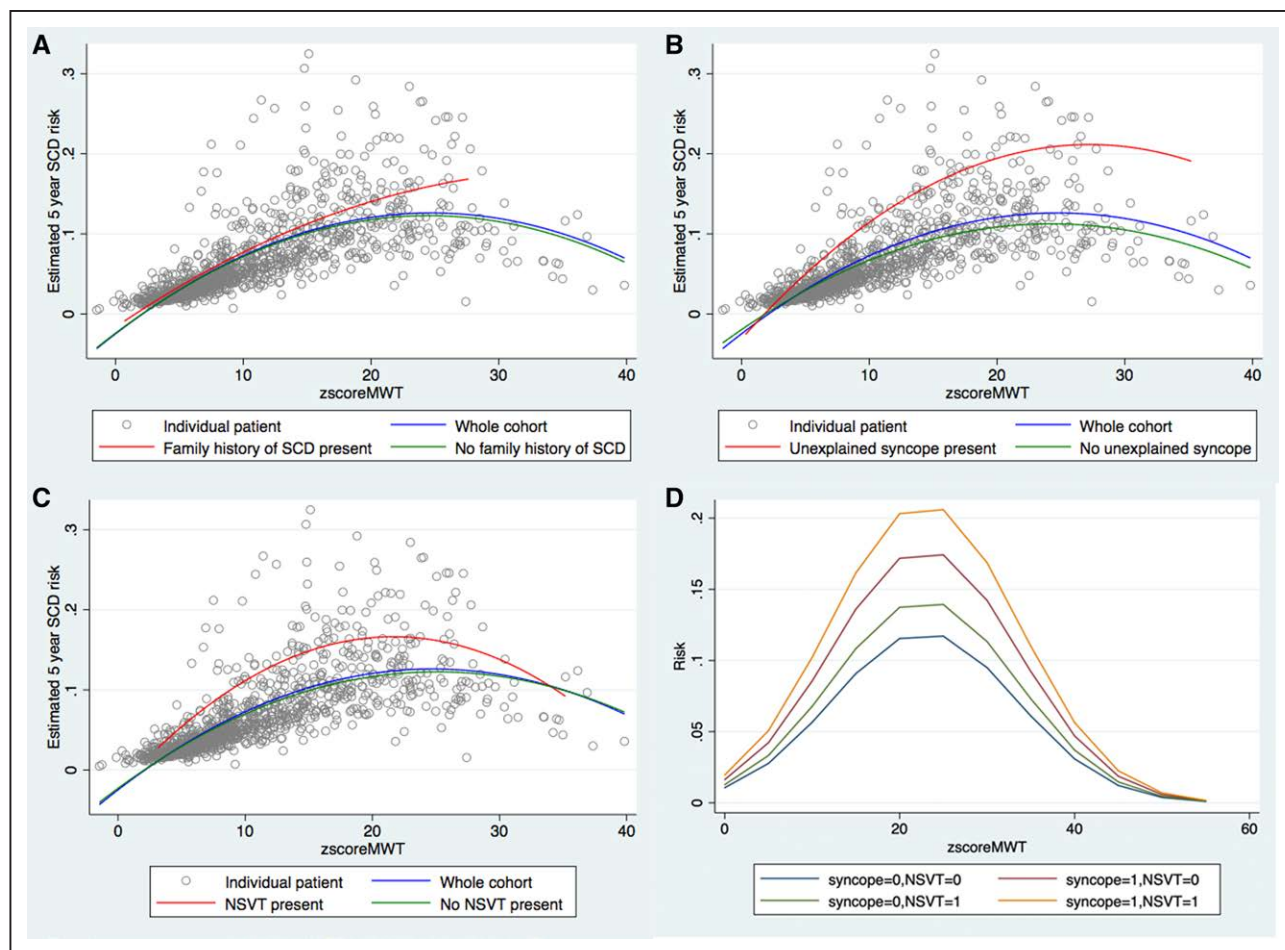 A
Estimated 5 year SCD risk
.3
.2
.1
0
0 10 20 30 40
zscoreMWT
Individual patient Whole cohort
Family history of SCD present No family history of SCD
B
Estimated 5 year SCD risk
.3
.2
.1
0
0 10 20 30 40
zscoreMWT
Individual patient Whole cohort
Unexplained syncope present No unexplained syncope
C
Estimated 5 year SCD risk
.3
.2
.1
0
0 10 20 30 40
zscoreMWT
Individual patient Whole cohort
NSVT present No NSVT present
D
Risk
.2
.15
.1
.05
0
0 20 40 60
zscoreMWT
syncope=0,NSVT=0 syncope=1,NSVT=0
syncope=0,NSVT=1 syncope=1,NSVT=1